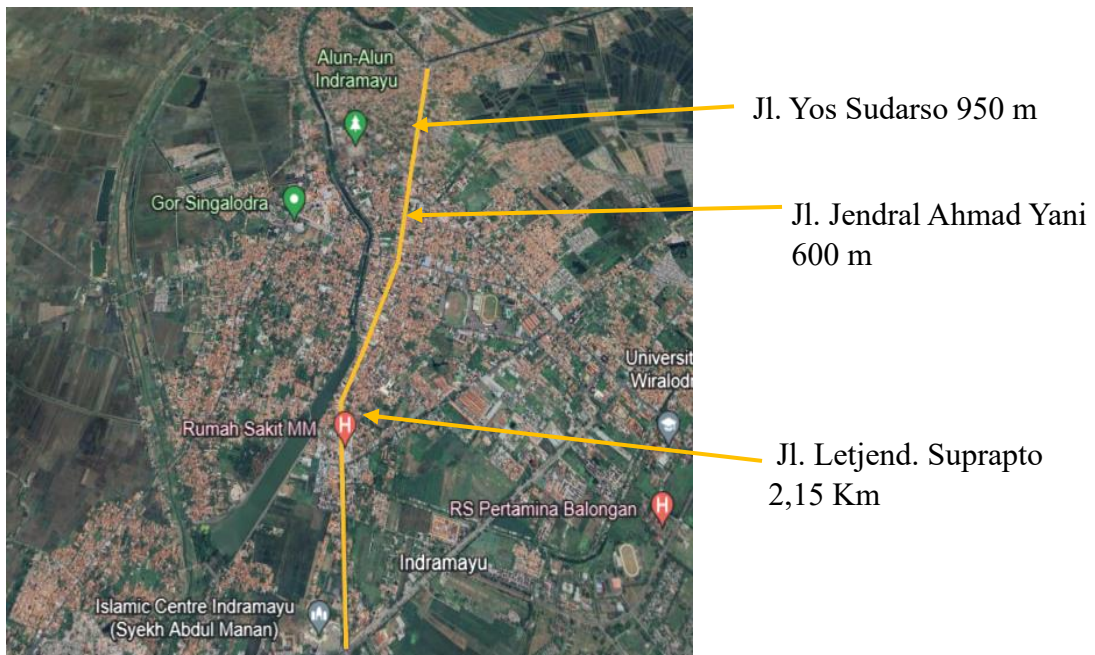 Alun-Alun
Indramayu
Jl. Yos Sudarso 950 m
Gor Singalodra
Jl. Jendral Ahmad Yani
600 m
Universit
Wiralodr
Rumah Sakit MM
H
Jl. Letjend. Suprapto
2,15 Km
RS Pertamina Balongan
H
Indramayu
Islamic Centre Indramayu
(Syekh Abdul Manan)